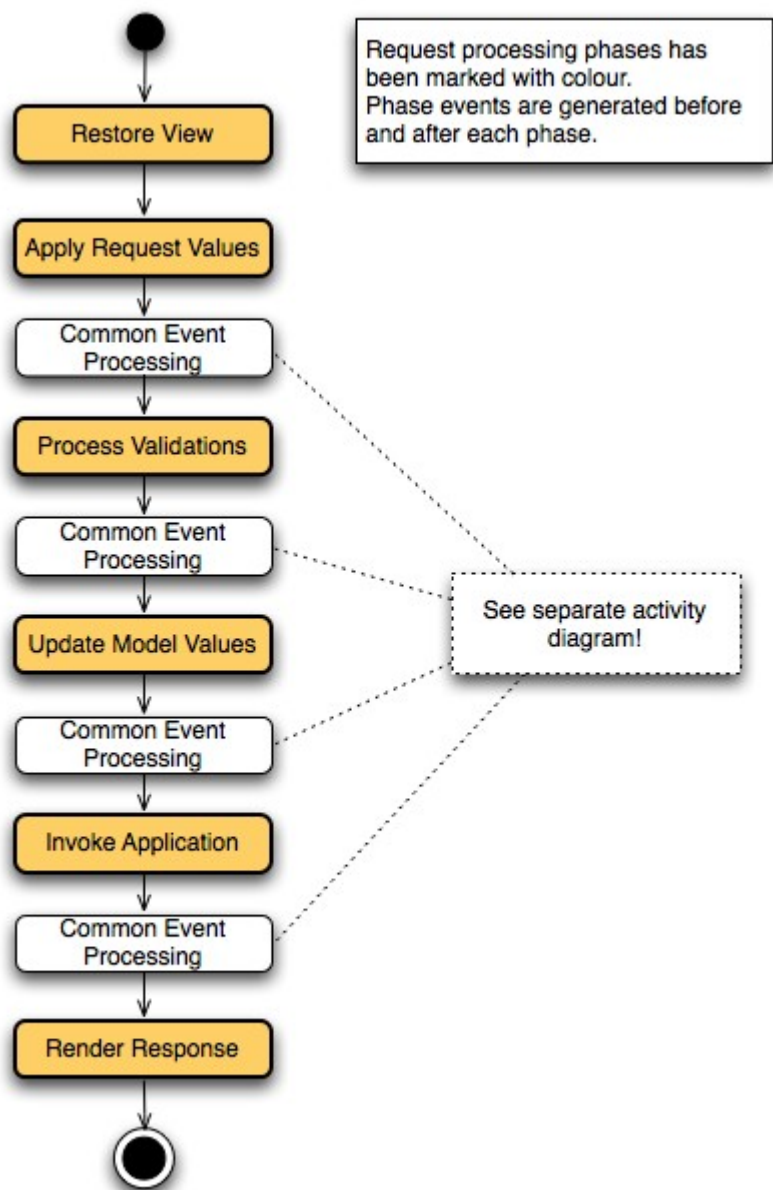 Request processing phases has
been marked with colour.
Phase events are generated before
and after each phase.
Restore View
Apply Request Values
Common Event
Processing
Process Validations
Common Event
Processing
See separate activity
diagram!
Update Model Values
Common Event
Processing
Invoke Application
Common Event
Processing
Render Response